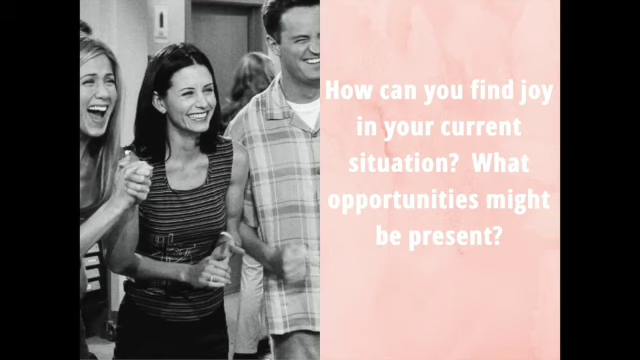 How can you find joy
in your current
situation? What
opportunities might
be present?